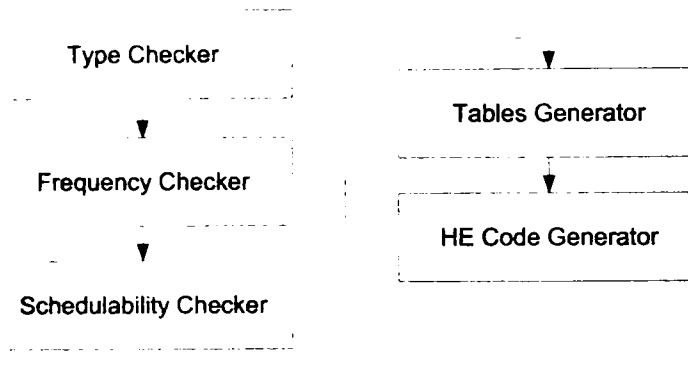 Type Checker
Frequency Checker
Schedulability Checker
Tables Generator
HE Code Generator